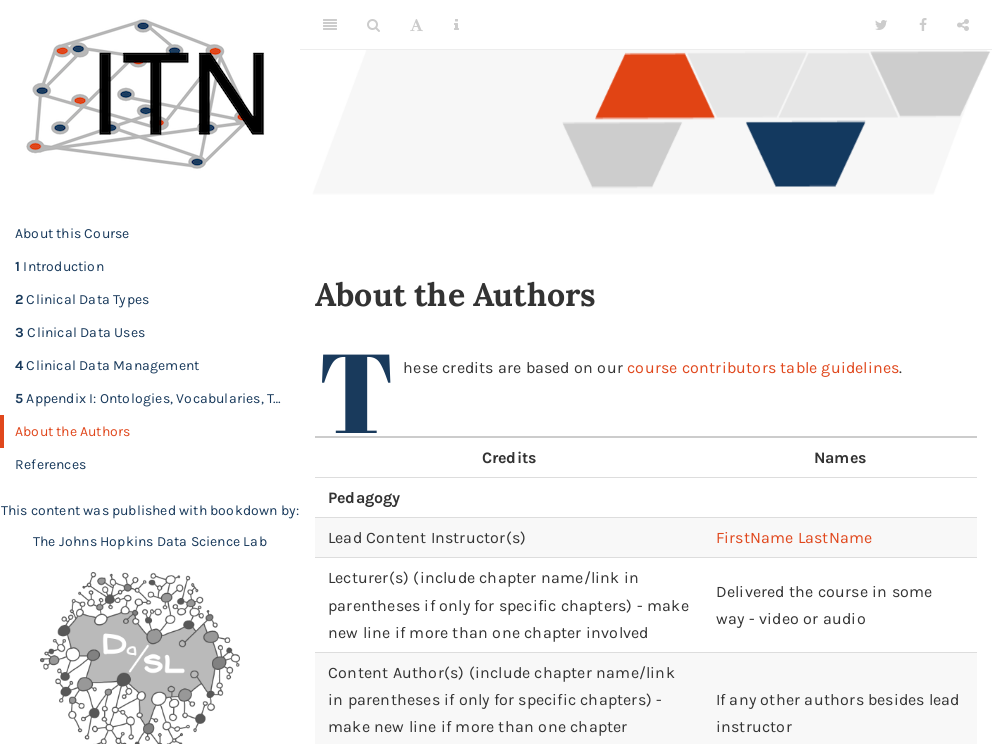 ITN
About this Course
1 Introduction
2 Clinical Data Types
3 Clinical Data Uses
4 Clinical Data Management
5 Appendix I: Ontologies, Vocabularies, T...
About the Authors
References
This content was published with bookdown by:
The Johns Hopkins Data Science Lab
DaSL
A
i
About the Authors
These credits are based on our course contributors table guidelines.
Credits Names
Pedagogy
Lead Content Instructor(s) FirstName LastName
Lecturer(s) (include chapter name/link in
parentheses if only for specific chapters) - make
new line if more than one chapter involved
Delivered the course in some
way - video or audio
Content Author(s) (include chapter name/link
in parentheses if only for specific chapters) -
make new line if more than one chapter
If any other authors besides lead
instructor